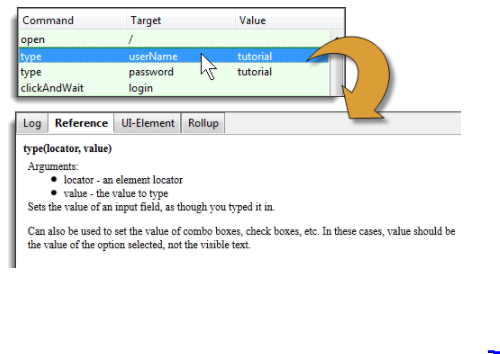 Command Target Value
open /
type userName tutorial
type password tutorial
clickAndWait login
Log Reference UI-Element Rollup
type(locator, value)
Arguments:
locator - an element locator
value - the value to type
Sets the value of an input field, as though you typed it in.
Can also be used to set the value of combo boxes, check boxes, etc. In these cases, value should be
the value of the option selected, not the visible text.